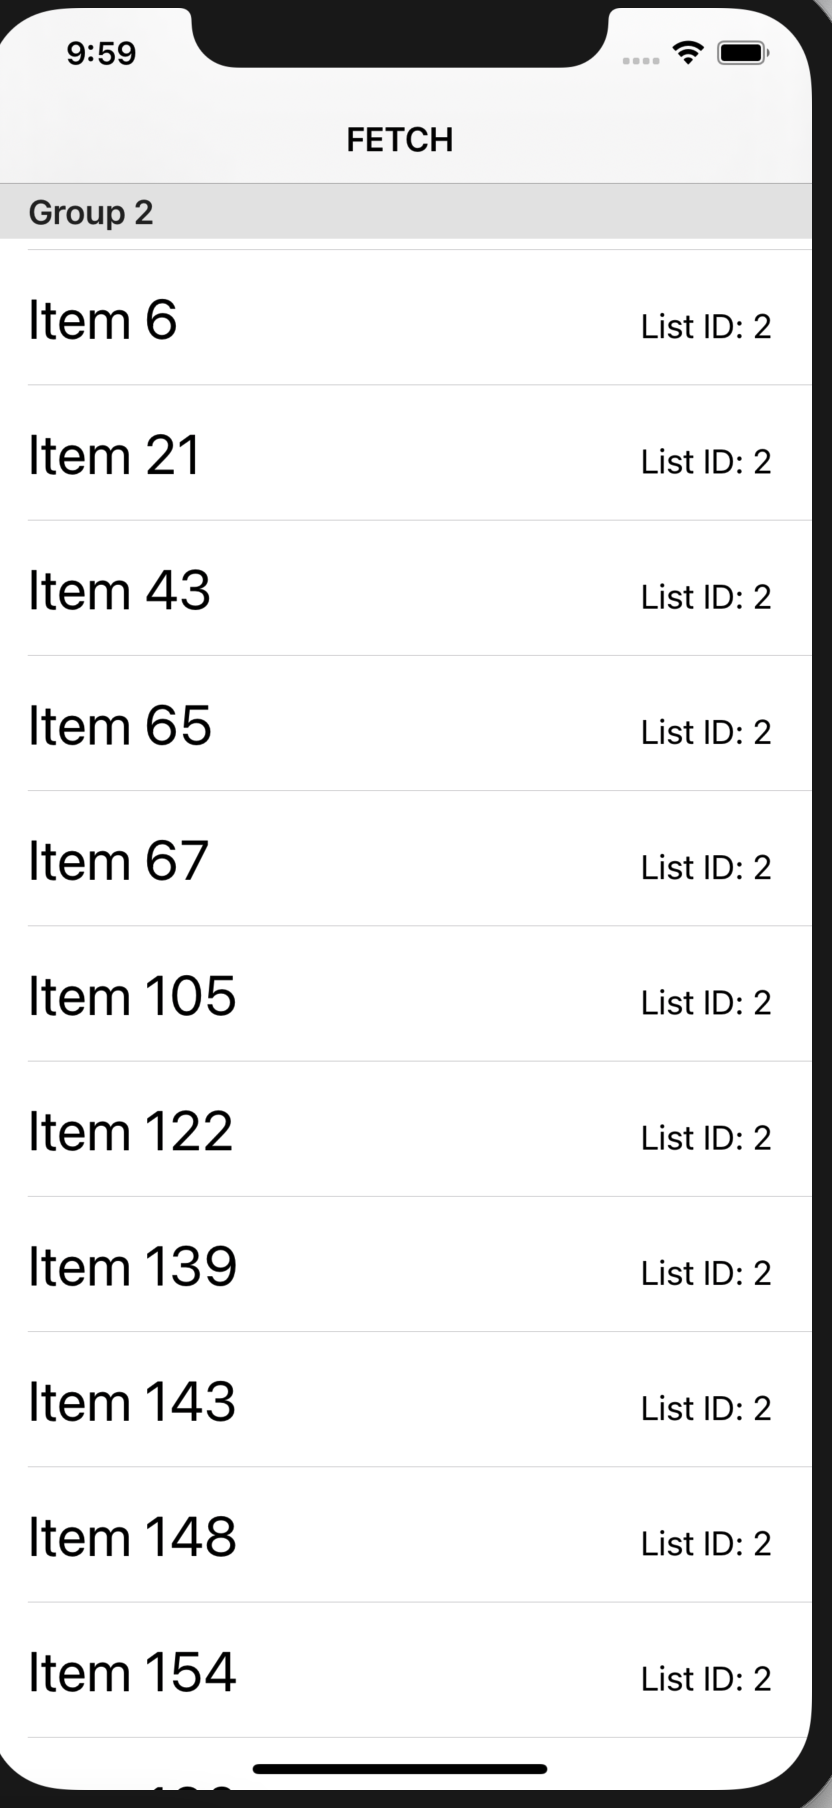 9:59
FETCH
Group 2
Item 6 List ID: 2
Item 21 List ID: 2
Item 43 List ID: 2
Item 65 List ID: 2
Item 67 List ID: 2
Item 105 List ID: 2
Item 122 List ID: 2
Item 139 List ID: 2
Item 143 List ID: 2
Item 148 List ID: 2
Item 154 List ID: 2